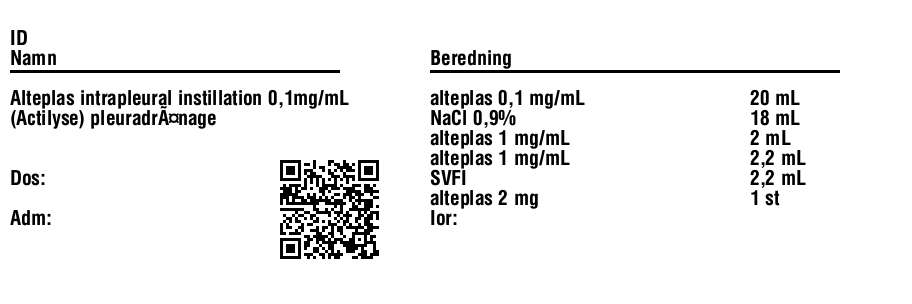 ID
Namn
Alteplas intrapleural instillation 0,1mg/mL
(Actilyse) pleuradrÃ¤nage
Dos:
Adm:
Beredning
alteplas 0,1 mg/mL 20 mL
NaCl 0,9% 18 mL
alteplas 1 mg/mL 2 mL
alteplas 1 mg/mL 2,2 mL
SVFI 2,2 mL
alteplas 2 mg 1 st
lor: